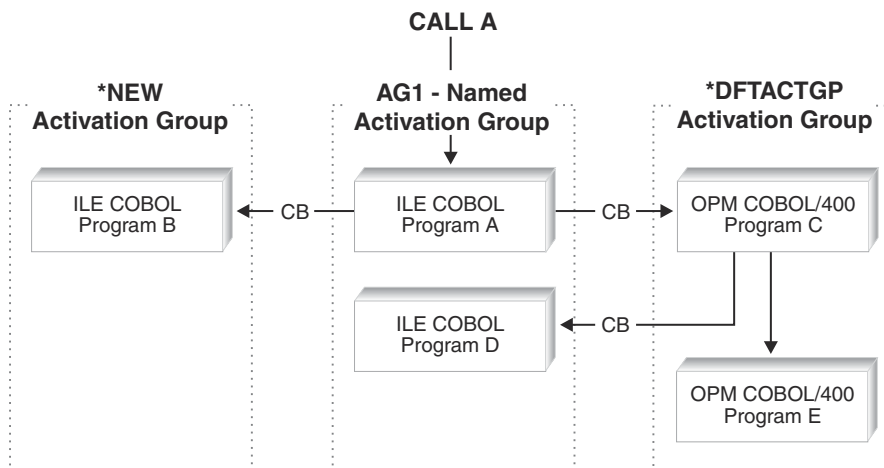 CALL A
*NEW
Activation Group
AG1 - Named
Activation Group
*DFTACTGP
Activation Group
ILE COBOL
Program B
CB
ILE COBOL
Program A
CB
OPM COBOL/400
Program C
ILE COBOL
Program D
CB
OPM COBOL/400
Program E